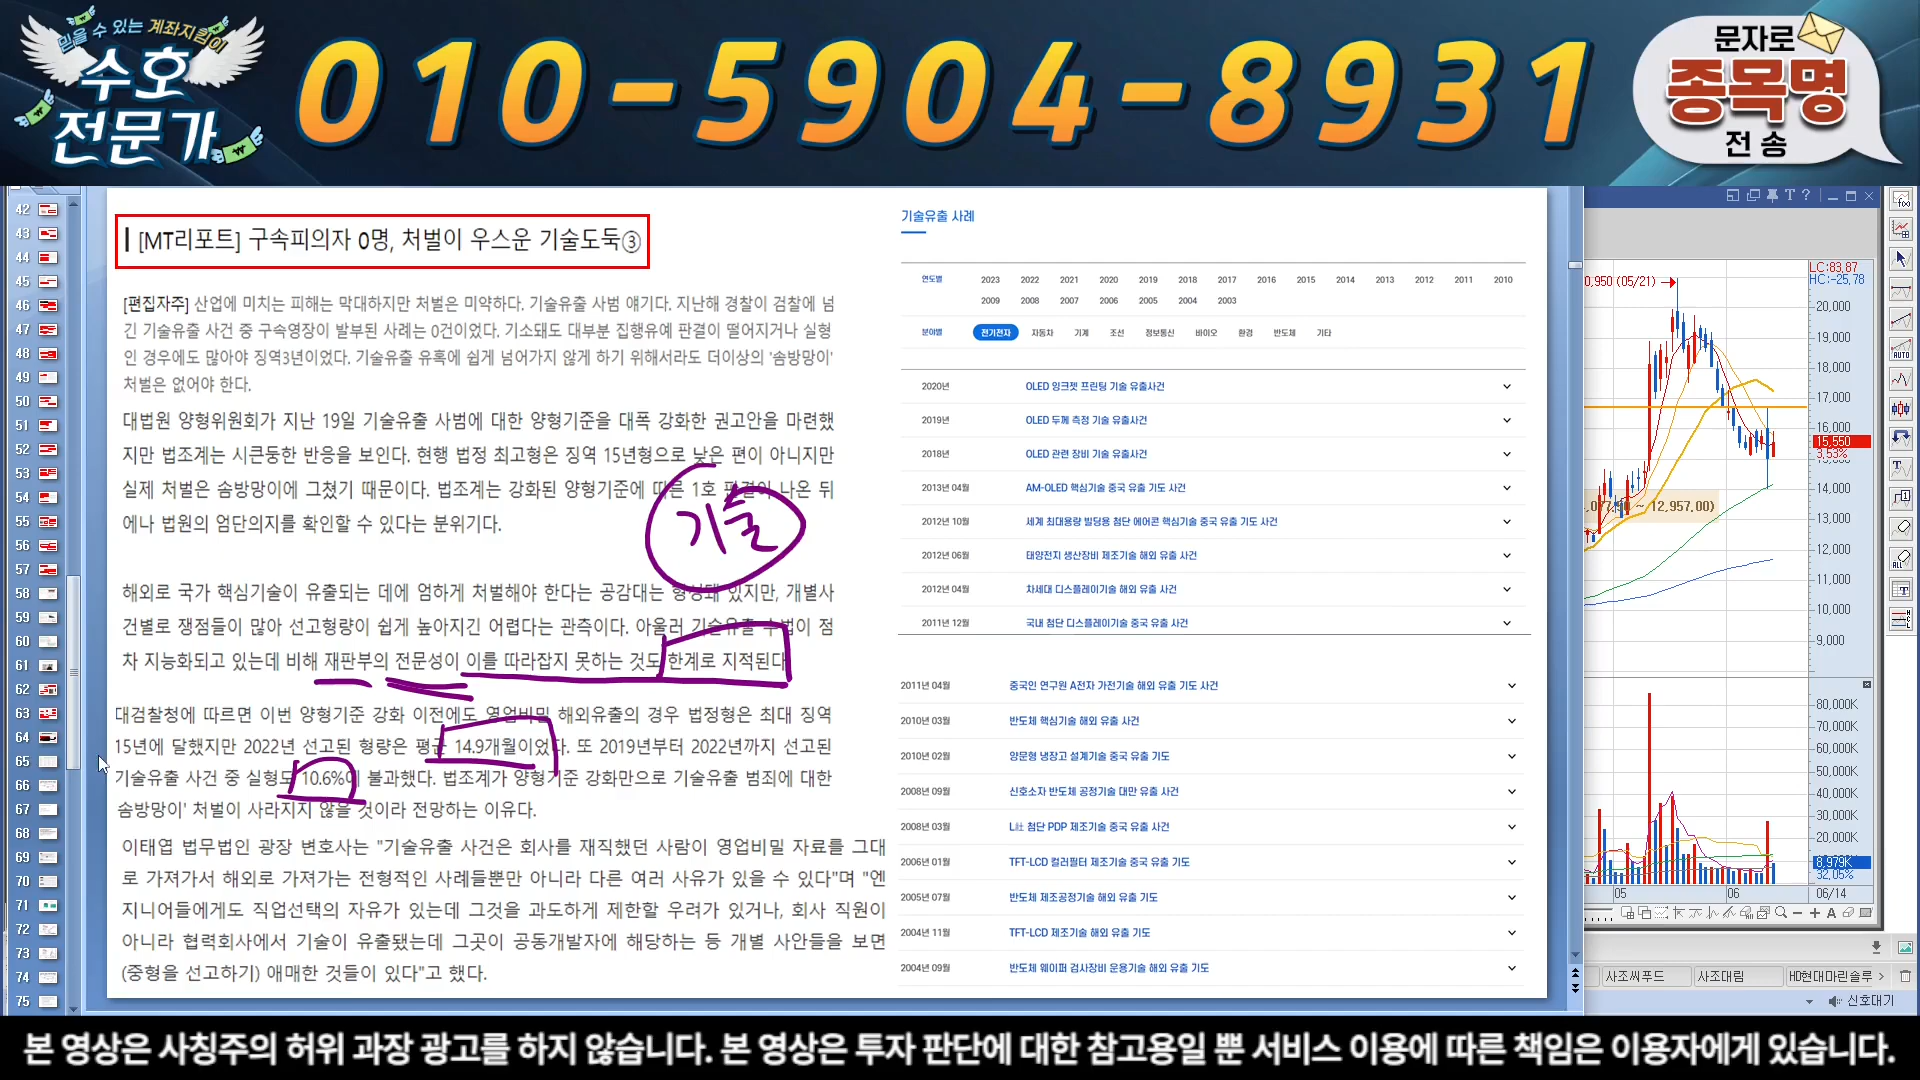 믿을 수 있는 계좌지킴이
수호
전문가
010-5904-8931
문자로
종목명
전송
[MT리포트] 구속피의자 0명, 처벌이 우스운 기술도둑③
[편집자주] 산업에 미치는 피해는 막대하지만 처벌은 미약하다. 기술유출 사범 얘기다. 지난해 경찰이 검찰에 넘
긴 기술유출 사건 중 구속영장이 발부된 사례는 0건이었다. 기소돼도 대부분 집행유예 판결이 떨어지거나 실형
인 경우에도 많아야 징역3년이었다. 기술유출 유혹에 쉽게 넘어가지 않게 하기 위해서라도 더이상의 '솜방망이'
처벌은 없어야 한다.
대법원 양형위원회가 지난 19일 기술유출 사범에 대한 양형기준을 대폭 강화한 권고안을 마련했
지만 법조계는 시큰둥한 반응을 보인다. 현행 법정 최고형은 징역 15년형으로 낮은 편이 아니지만
실제 처벌은 솜방망이에 그쳤기 때문이다. 법조계는 강화된 양형기준에 따른 1호 판결이 나온 뒤
에나 법원의 엄단의지를 확인할 수 있다는 분위기다.
기술
해외로 국가 핵심기술이 유출되는 데에 엄하게 처벌해야 한다는 공감대는 형성돼 있지만, 개별사
건별로 쟁점들이 많아 선고형량이 쉽게 높아지긴 어렵다는 관측이다. 아울러 기술유출 수법이 점
차 지능화되고 있는데 비해 재판부의 전문성이 이를 따라잡지 못하는 것도 한계로 지적된다
대검찰청에 따르면 이번 양형기준 강화 이전에도 영업비밀 해외유출의 경우 법정형은 최대 징역
15년에 달했지만 2022년 선고된 형량은 평균 14.9개월이었다. 또 2019년부터 2022년까지 선고된
기술유출 사건 중 실형도 10.6%에 불과했다. 법조계가 양형기준 강화만으로 기술유출 범죄에 대한
솜방망이' 처벌이 사라지지 않을 것이라 전망하는 이유다.
이태엽 법무법인 광장 변호사는 "기술유출 사건은 회사를 재직했던 사람이 영업비밀 자료를 그대
로 가져가서 해외로 가져가는 전형적인 사례들뿐만 아니라 다른 여러 사유가 있을 수 있다"며 "엔
지니어들에게도 직업선택의 자유가 있는데 그것을 과도하게 제한할 우려가 있거나, 회사 직원이
아니라 협력회사에서 기술이 유출됐는데 그곳이 공동개발자에 해당하는 등 개별 사안들을 보면
(중형을 선고하기) 애매한 것들이 있다"고 했다.
기술유출 사례
연도별 2023 2022 2021 2020 2019 2018 2017 2016 2015 2014 2013 2012 2011 2010
2009 2008 2007 2006 2005 2004 2003
분야별 전기전자 자동차 기계 조선 정보통신 바이오 환경 반도체 기타
2020년 OLED 잉크젯 프린팅 기술 유출사건
2019년 OLED 두께 측정 기술 유출사건
2018년 OLED 관련 장비 기술 유출사건
2013년 04월 AM-OLED 핵심기술 중국 유출 기도 사건
2012년 10월 세계 최대용량 빌딩용 첨단 에어콘 핵심기술 중국 유출 기도 사건
2012년 06월 태양전지 생산장비 제조기술 해외 유출 사건
2012년 04월 차세대 디스플레이기술 해외 유출 사건
2011년 12월 국내 첨단 디스플레이기술 중국 유출 사건
2011년 04월 중국인 연구원 A전자 가전기술 해외 유출 기도 사건
2010년 03월 반도체 핵심기술 해외 유출 사건
2010년 02월 양문형 냉장고 설계기술 중국 유출 기도
2008년 09월 신호소자 반도체 공정기술 대만 유출 사건
2008년 03월 L社 첨단 PDP 제조기술 중국 유출 사건
2006년 01월 TFT-LCD 컬러필터 제조기술 중국 유출 기도
2005년 07월 반도체 제조공정기술 해외 유출 기도
2004년 11월 TFT-LCD 제조기술 해외 유출 기도
2004년 09월 반도체 웨이퍼 검사장비 운용기술 해외 유출 기도
42
43
44
45
46
47
48
49
50
51
52
53
54
55
56
57
58
59
60
61
62
63
64
65
66
67
68
69
70
71
72
73
74
75
LC:83,87
HC:-25,78
0,950 (05/21)
20,000
19,000
18,000
17,000
16,000
15,550
3,53%
14,000
~ 12,957,00)
13,000
12,000
11,000
10,000
9,000
80,000K
70,000K
60,000K
50,000K
40,000K
30,000K
20,000K
8,979K
32,05%
05 06 06/14
사조씨푸드 사조대림 HD현대마린솔루
신호대기
본 영상은 사칭주의 허위 과장 광고를 하지 않습니다. 본 영상은 투자 판단에 대한 참고용일 뿐 서비스 이용에 따른 책임은 이용자에게 있습니다.